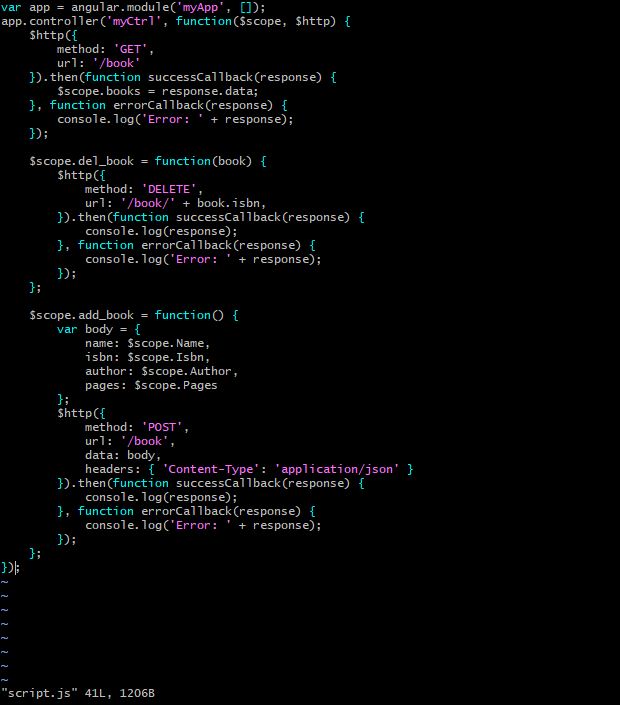 var app = angular.module('myApp', []);
app.controller('myCtrl', function($scope, $http) {
    $http({
        method: 'GET',
        url: '/book'
    }).then(function successCallback(response) {
        $scope.books = response.data;
    }, function errorCallback(response) {
        console.log('Error: ' + response);
    });

    $scope.del_book = function(book) {
        $http({
            method: 'DELETE',
            url: '/book/' + book.isbn,
        }).then(function successCallback(response) {
            console.log(response);
        }, function errorCallback(response) {
            console.log('Error: ' + response);
        });
    };

    $scope.add_book = function() {
        var body = {
            name: $scope.Name,
            isbn: $scope.Isbn,
            author: $scope.Author,
            pages: $scope.Pages
        };
        $http({
            method: 'POST',
            url: '/book',
            data: body,
            headers: { 'Content-Type': 'application/json' }
        }).then(function successCallback(response) {
            console.log(response);
        }, function errorCallback(response) {
            console.log('Error: ' + response);
        });
    };
});
~
~
~
~
~
~
~
~
"script.js" 41L, 1206B